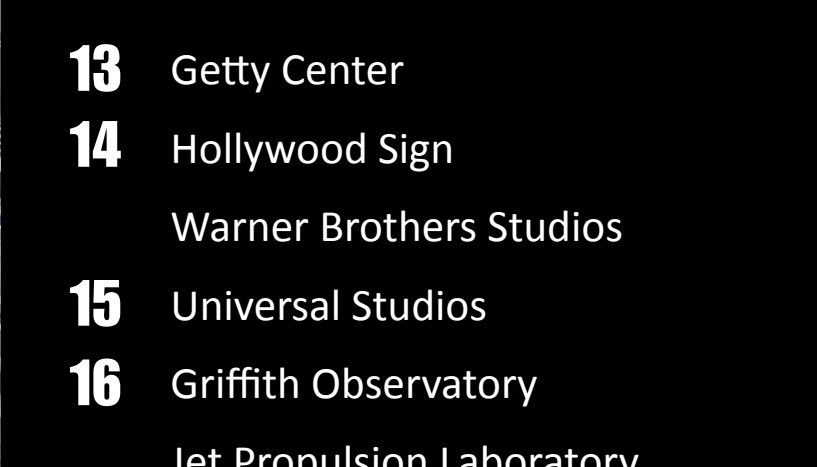 13 Getty Center
14 Hollywood Sign
Warner Brothers Studios
15 Universal Studios
16 Griffith Observatory
Jet Propulsion Laboratory